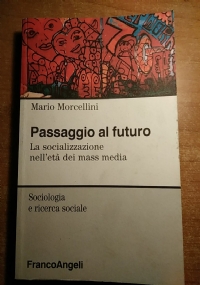 Mario Morcellini
Passaggio al futuro
La socializzazione
nell'età dei mass media
Sociologia
e ricerca sociale
FrancoAngeli